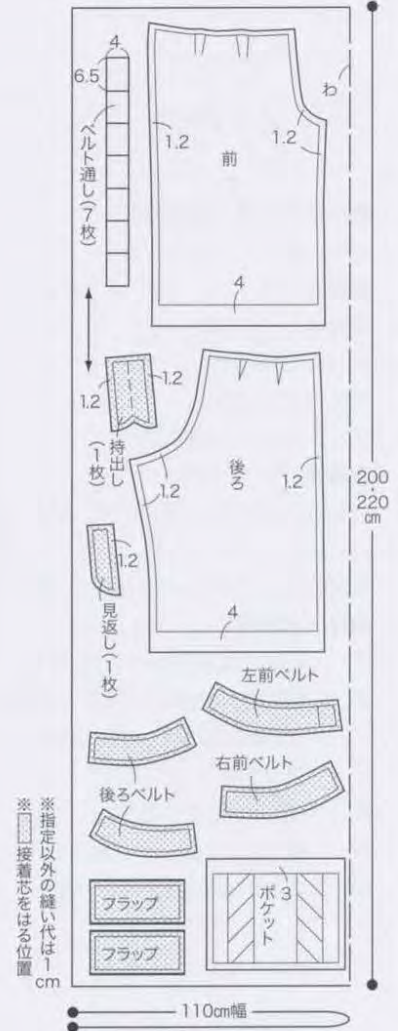 4
6.5
ベルト通し(7枚)
わ
1.2
1.2
前
4
1.2
1.2
持出し
(1枚)
後ろ
1.2
1.2
200
・
220
cm
1.2
見返し(1枚)
4
左前ベルト
右前ベルト
後ろベルト
フラップ
フラップ
3
ポケット
※指定以外の縫い代は1cm
※接着芯をはる位置
110cm幅